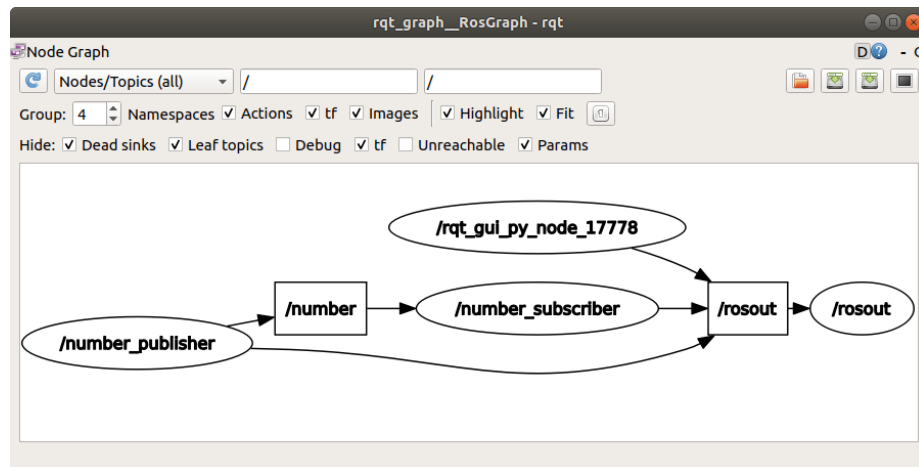 rqt_graph__RosGraph - rqt
Node Graph D ? - O
Nodes/Topics (all) / /
Group: 4 Namespaces Actions tf Images Highlight Fit
Hide: Dead sinks Leaf topics Debug tf Unreachable Params
/rqt_gui_py_node_17778
/number /number_subscriber /rosout /rosout
/number_publisher